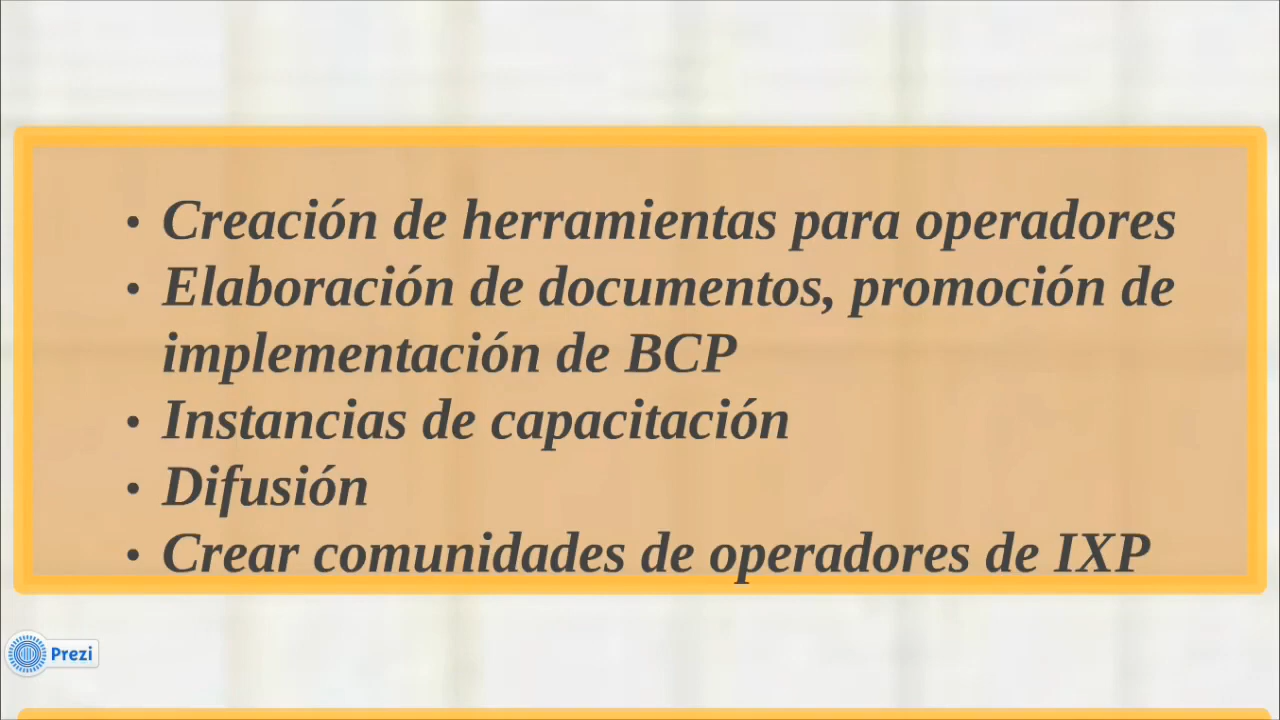 • Creación de herramientas para operadores
• Elaboración de documentos, promoción de
implementación de BCP
• Instancias de capacitación
• Difusión
• Crear comunidades de operadores de IXP
Prezi